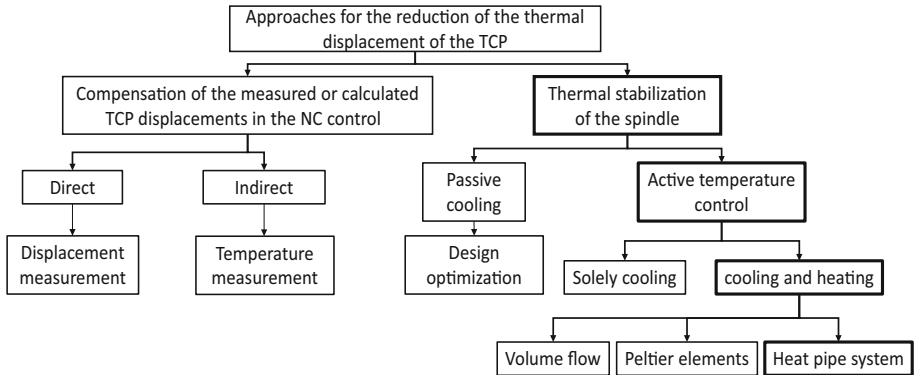 Approaches for the reduction of the thermal
displacement of the TCP
Compensation of the measured or calculated
TCP displacements in the NC control
Thermal stabilization
of the spindle
Direct
Indirect
Passive
cooling
Active temperature
control
Displacement
measurement
Temperature
measurement
Design
optimization
Solely cooling
cooling and heating
Volume flow
Peltier elements
Heat pipe system